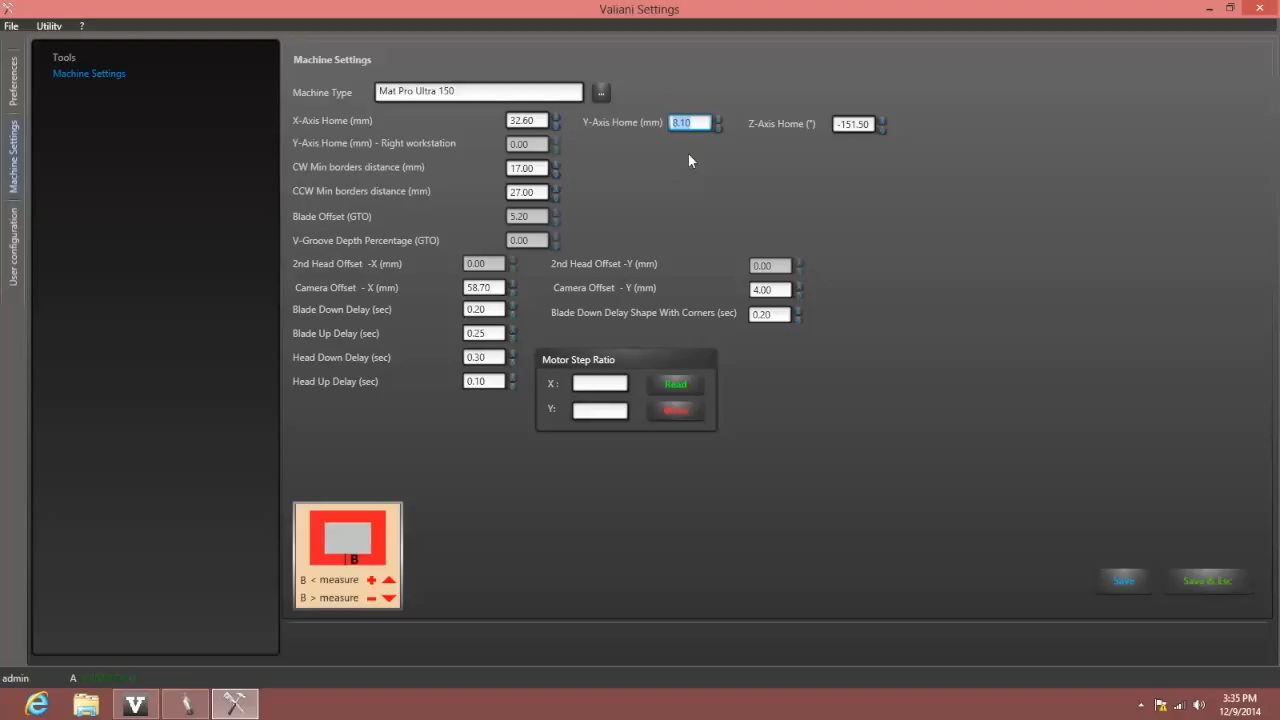 Valiani Settings
File Utility ?
Preferences
Machine Settings
User configuration
Tools
Machine Settings
Machine Settings
Machine Type Mat Pro Ultra 150 ...
X-Axis Home (mm) 32.60 Y-Axis Home (mm) 8.10 Z-Axis Home (°) -151.50
Y-Axis Home (mm) - Right workstation 0.00
CW Min borders distance (mm) 17.00
CCW Min borders distance (mm) 27.00
Blade Offset (GTO) 5.20
V-Groove Depth Percentage (GTO) 0.00
2nd Head Offset -X (mm) 0.00 2nd Head Offset -Y (mm) 0.00
Camera Offset - X (mm) 58.70 Camera Offset - Y (mm) 4.00
Blade Down Delay (sec) 0.20 Blade Down Delay Shape With Corners (sec) 0.20
Blade Up Delay (sec) 0.25
Head Down Delay (sec) 0.30
Head Up Delay (sec) 0.10
Motor Step Ratio
X : Read
Y:
B
B < measure +
B > measure -
Save Save & Esc
admin A
V
3:35 PM
12/9/2014